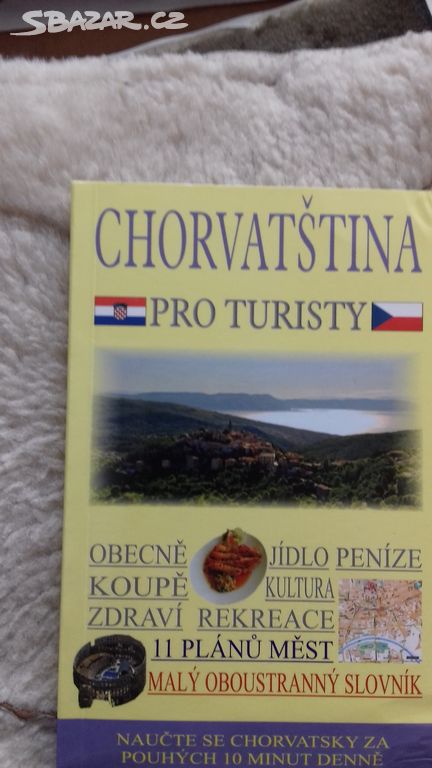 SBAZAR.CZ
CHORVATŠTINA
PRO TURISTY
OBECNĚ JÍDLO PENÍZE
KOUPĚ KULTURA
ZDRAVÍ REKREACE
11 PLÁNŮ MĚST
MALÝ OBOUSTRANNÝ SLOVNÍK
NAUČTE SE CHORVATSKY ZA
POUHÝCH 10 MINUT DENNĚ